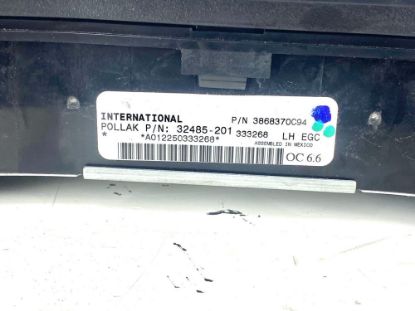 INTERNATIONAL P/N 3868370C94
POLLAK P/N: 32485-201 333268 LH EGC
*A012250333268* ASSEMBLED IN MEXICO
* OC 6.6